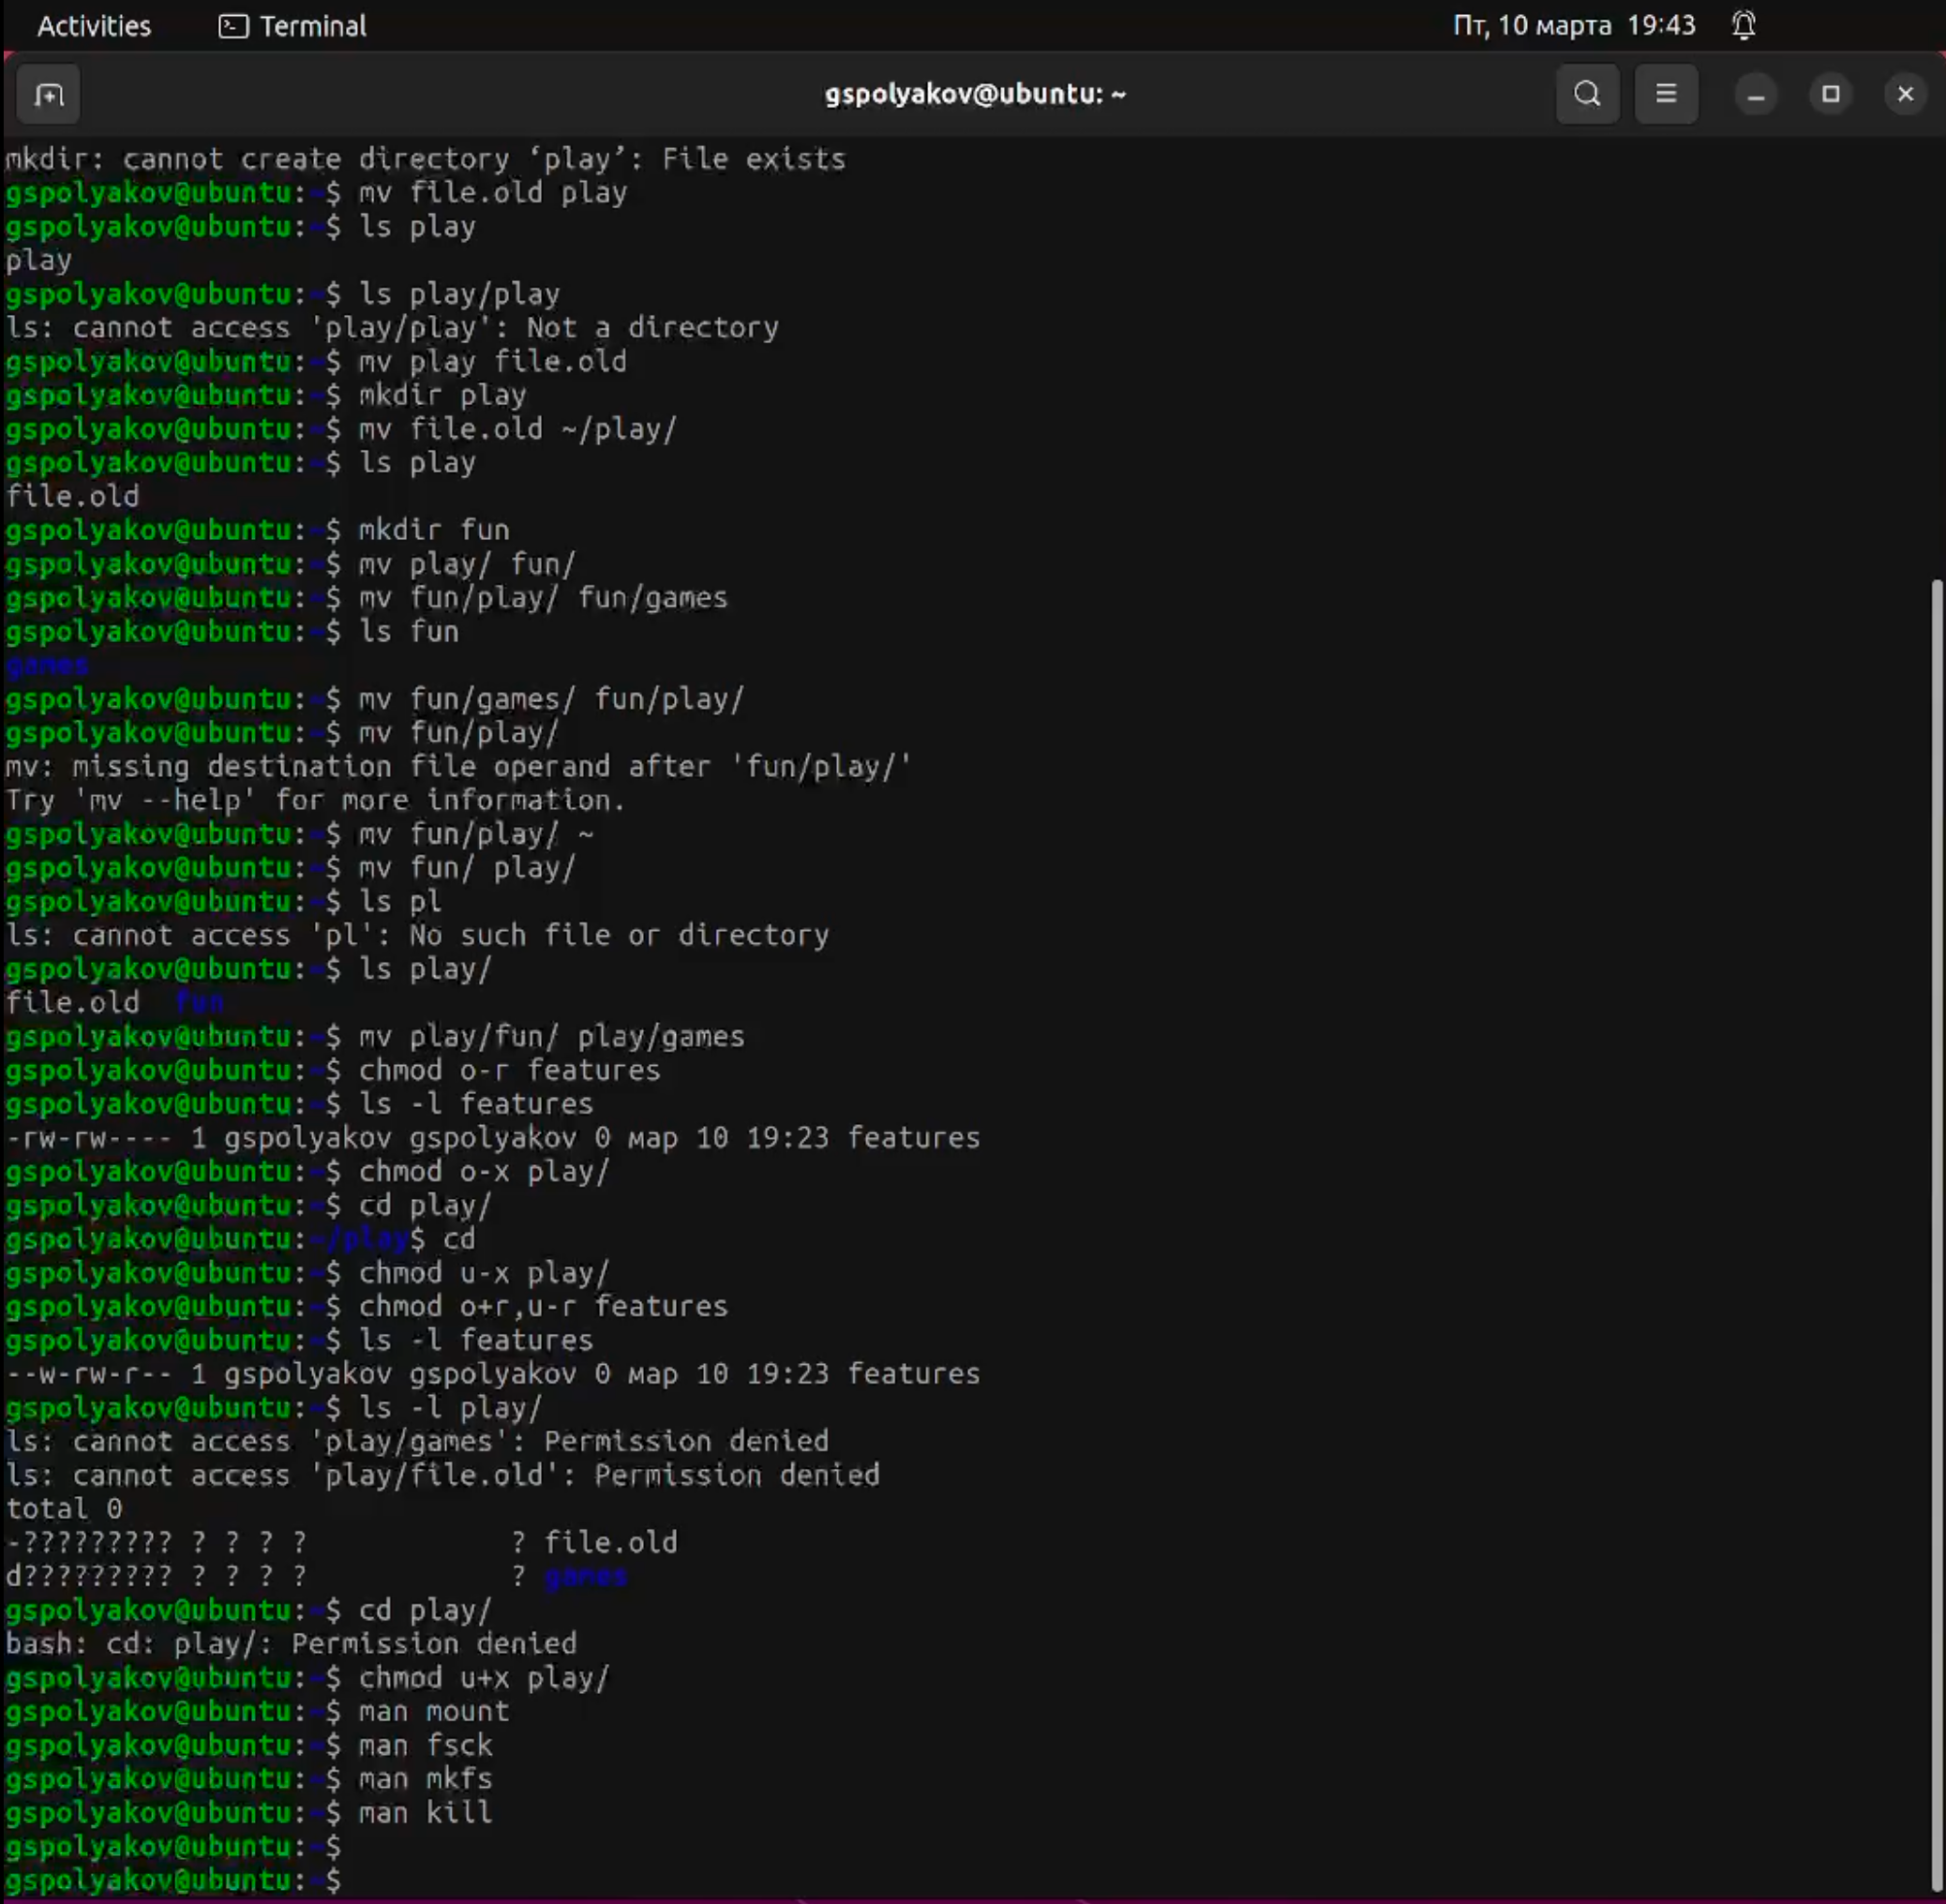 Activities Terminal Пт, 10 марта 19:43
gspolyakov@ubuntu: ~
mkdir: cannot create directory ‘play’: File exists
gspolyakov@ubuntu:~$ mv file.old play
gspolyakov@ubuntu:~$ ls play
play
gspolyakov@ubuntu:~$ ls play/play
ls: cannot access 'play/play': Not a directory
gspolyakov@ubuntu:~$ mv play file.old
gspolyakov@ubuntu:~$ mkdir play
gspolyakov@ubuntu:~$ mv file.old ~/play/
gspolyakov@ubuntu:~$ ls play
file.old
gspolyakov@ubuntu:~$ mkdir fun
gspolyakov@ubuntu:~$ mv play/ fun/
gspolyakov@ubuntu:~$ mv fun/play/ fun/games
gspolyakov@ubuntu:~$ ls fun
games
gspolyakov@ubuntu:~$ mv fun/games/ fun/play/
gspolyakov@ubuntu:~$ mv fun/play/
mv: missing destination file operand after 'fun/play/'
Try 'mv --help' for more information.
gspolyakov@ubuntu:~$ mv fun/play/ ~
gspolyakov@ubuntu:~$ mv fun/ play/
gspolyakov@ubuntu:~$ ls pl
ls: cannot access 'pl': No such file or directory
gspolyakov@ubuntu:~$ ls play/
file.old  fun
gspolyakov@ubuntu:~$ mv play/fun/ play/games
gspolyakov@ubuntu:~$ chmod o-r features
gspolyakov@ubuntu:~$ ls -l features
-rw-rw---- 1 gspolyakov gspolyakov 0 мар 10 19:23 features
gspolyakov@ubuntu:~$ chmod o-x play/
gspolyakov@ubuntu:~$ cd play/
gspolyakov@ubuntu:~/play$ cd
gspolyakov@ubuntu:~$ chmod u-x play/
gspolyakov@ubuntu:~$ chmod o+r,u-r features
gspolyakov@ubuntu:~$ ls -l features
--w-rw-r-- 1 gspolyakov gspolyakov 0 мар 10 19:23 features
gspolyakov@ubuntu:~$ ls -l play/
ls: cannot access 'play/games': Permission denied
ls: cannot access 'play/file.old': Permission denied
total 0
-????????? ? ? ? ?            ? file.old
d????????? ? ? ? ?            ? games
gspolyakov@ubuntu:~$ cd play/
bash: cd: play/: Permission denied
gspolyakov@ubuntu:~$ chmod u+x play/
gspolyakov@ubuntu:~$ man mount
gspolyakov@ubuntu:~$ man fsck
gspolyakov@ubuntu:~$ man mkfs
gspolyakov@ubuntu:~$ man kill
gspolyakov@ubuntu:~$
gspolyakov@ubuntu:~$